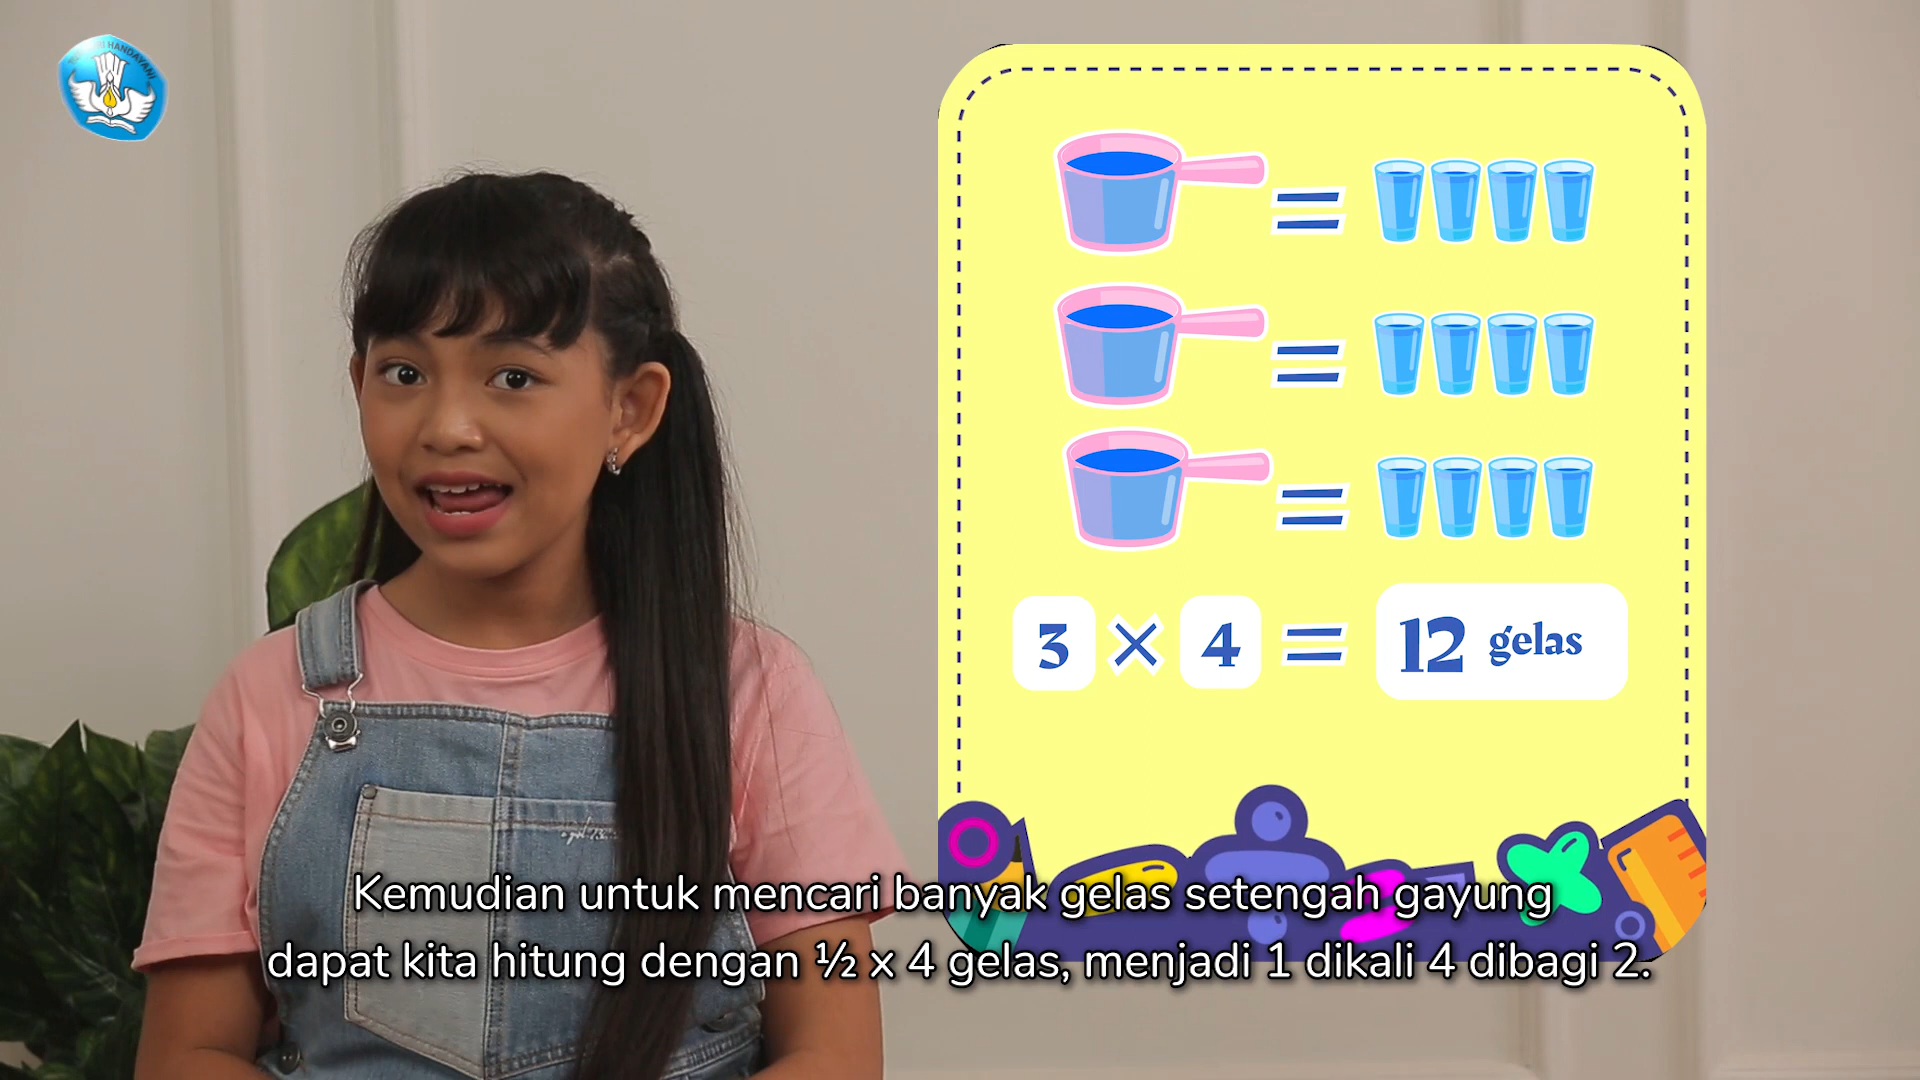 HANDAYANI
3 × 4 = 12 gelas
Kemudian untuk mencari banyak gelas setengah gayung
dapat kita hitung dengan ½ x 4 gelas, menjadi 1 dikali 4 dibagi 2.